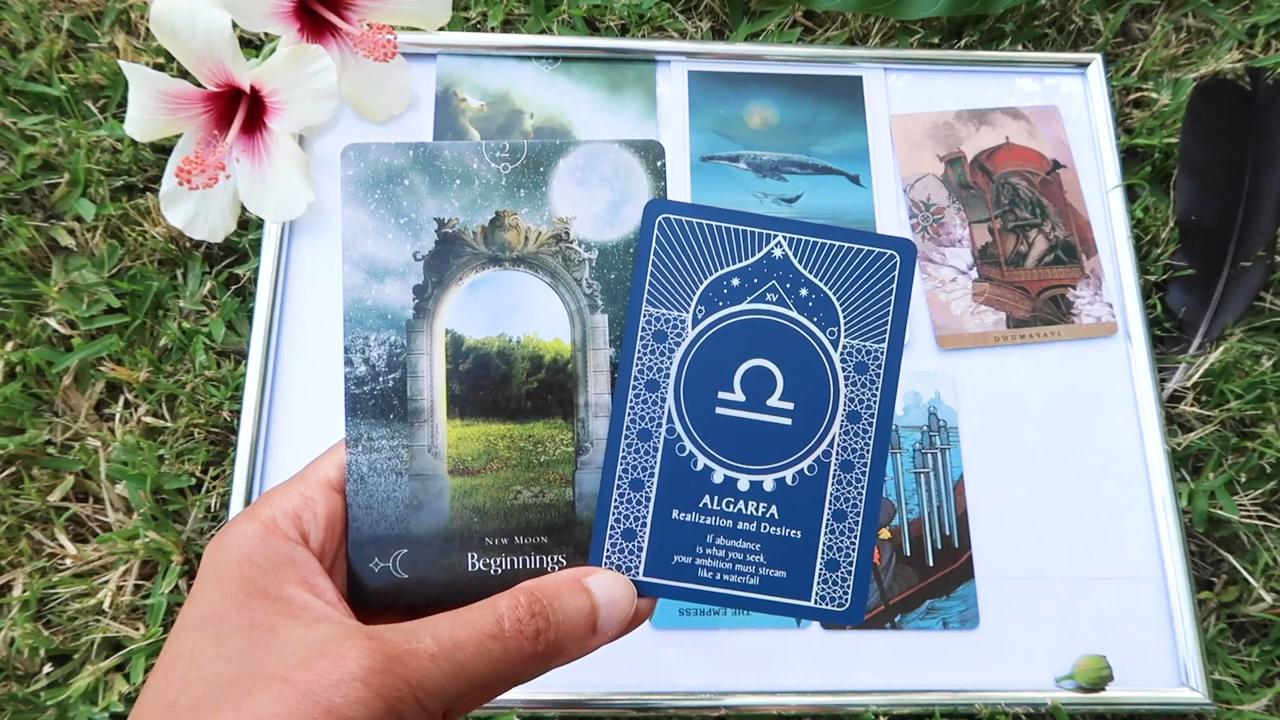 2
NEW MOON
Beginnings
XV
ALGARFA
Realization and Desires
If abundance
is what you seek,
your ambition must stream
like a waterfall
DHUMAVATI
THE EMPRESS